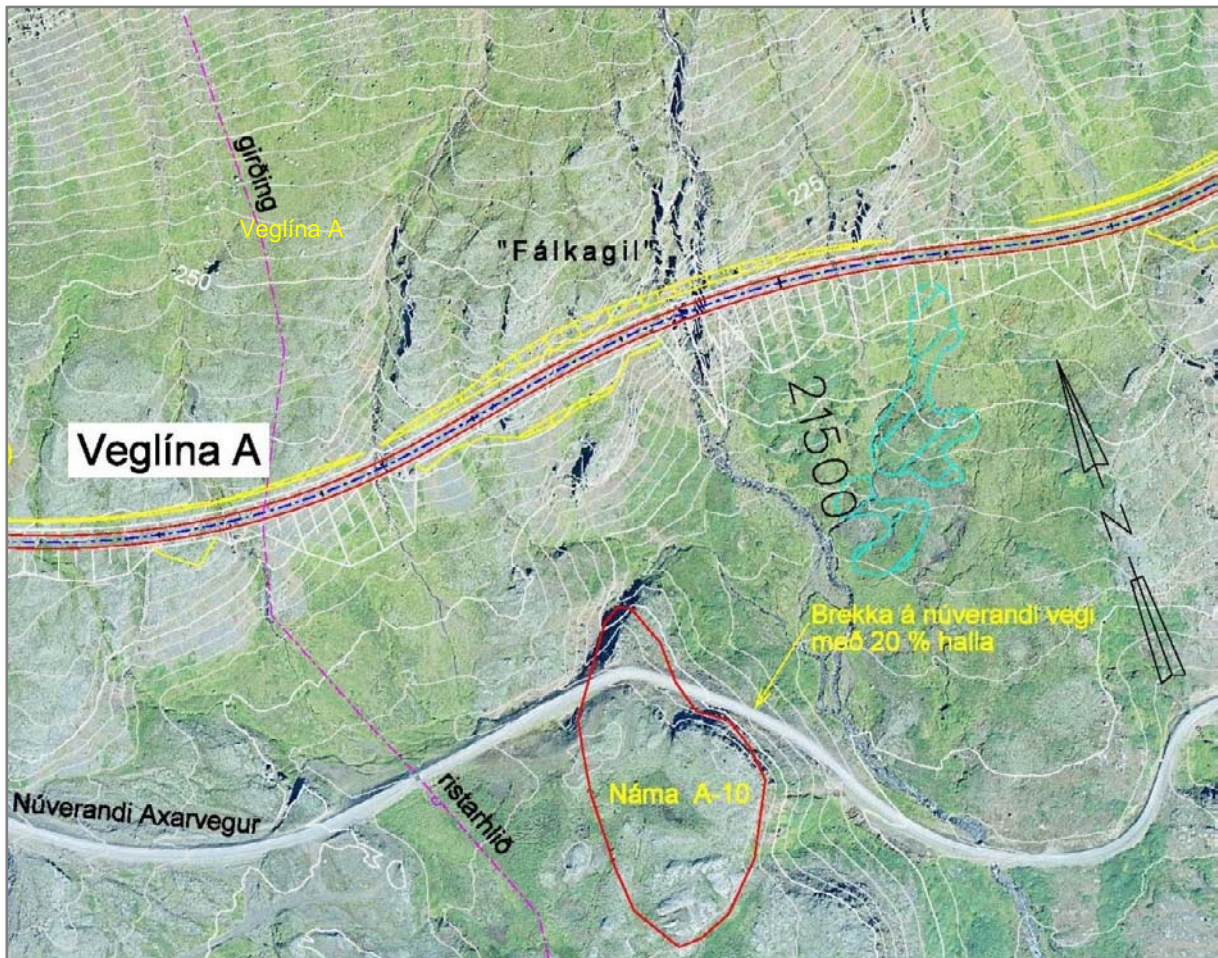 girðing
Veglína A
250
"Fálkagil"
225
Veglína A
21500
N
Brekka á núverandi vegi
með 20 % halla
Náma A-10
ristarhlið
Núverandi Axarvegur